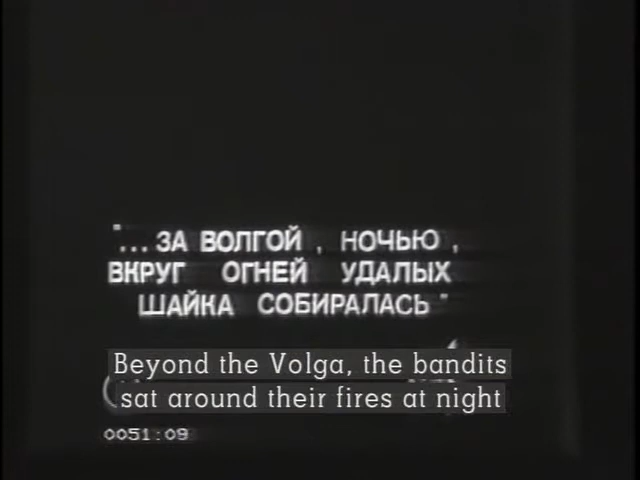 "...ЗА ВОЛГОЙ , НОЧЬЮ ,
ВКРУГ ОГНЕЙ УДАЛЫХ
ШАЙКА СОБИРАЛАСЬ"
Beyond the Volga, the bandits
sat around their fires at night
0051:09